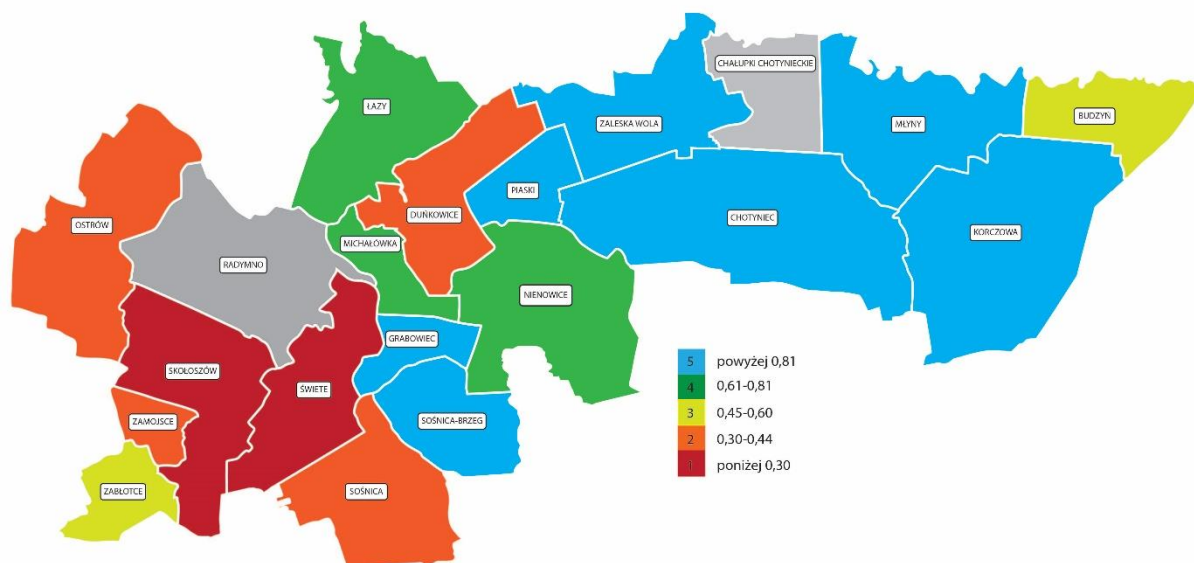 CHAŁUPKI CHOTYNIECKIE
ŁAZY
ZALESKA WOLA
MŁYNY
BUDZYŃ
PIASKI
DUŃKOWICE
OSTRÓW
CHOTYNIEC
KORCZOWA
MICHAŁÓWKA
RADYMNO
NIENOWICE
GRABOWIEC
SKOŁOSZÓW
ŚWIETE
ZAMOJSCE
SOŚNICA-BRZEG
ZABŁOTCE
SOŚNICA
5 powyżej 0,81
4 0,61-0,81
3 0,45-0,60
2 0,30-0,44
1 poniżej 0,30